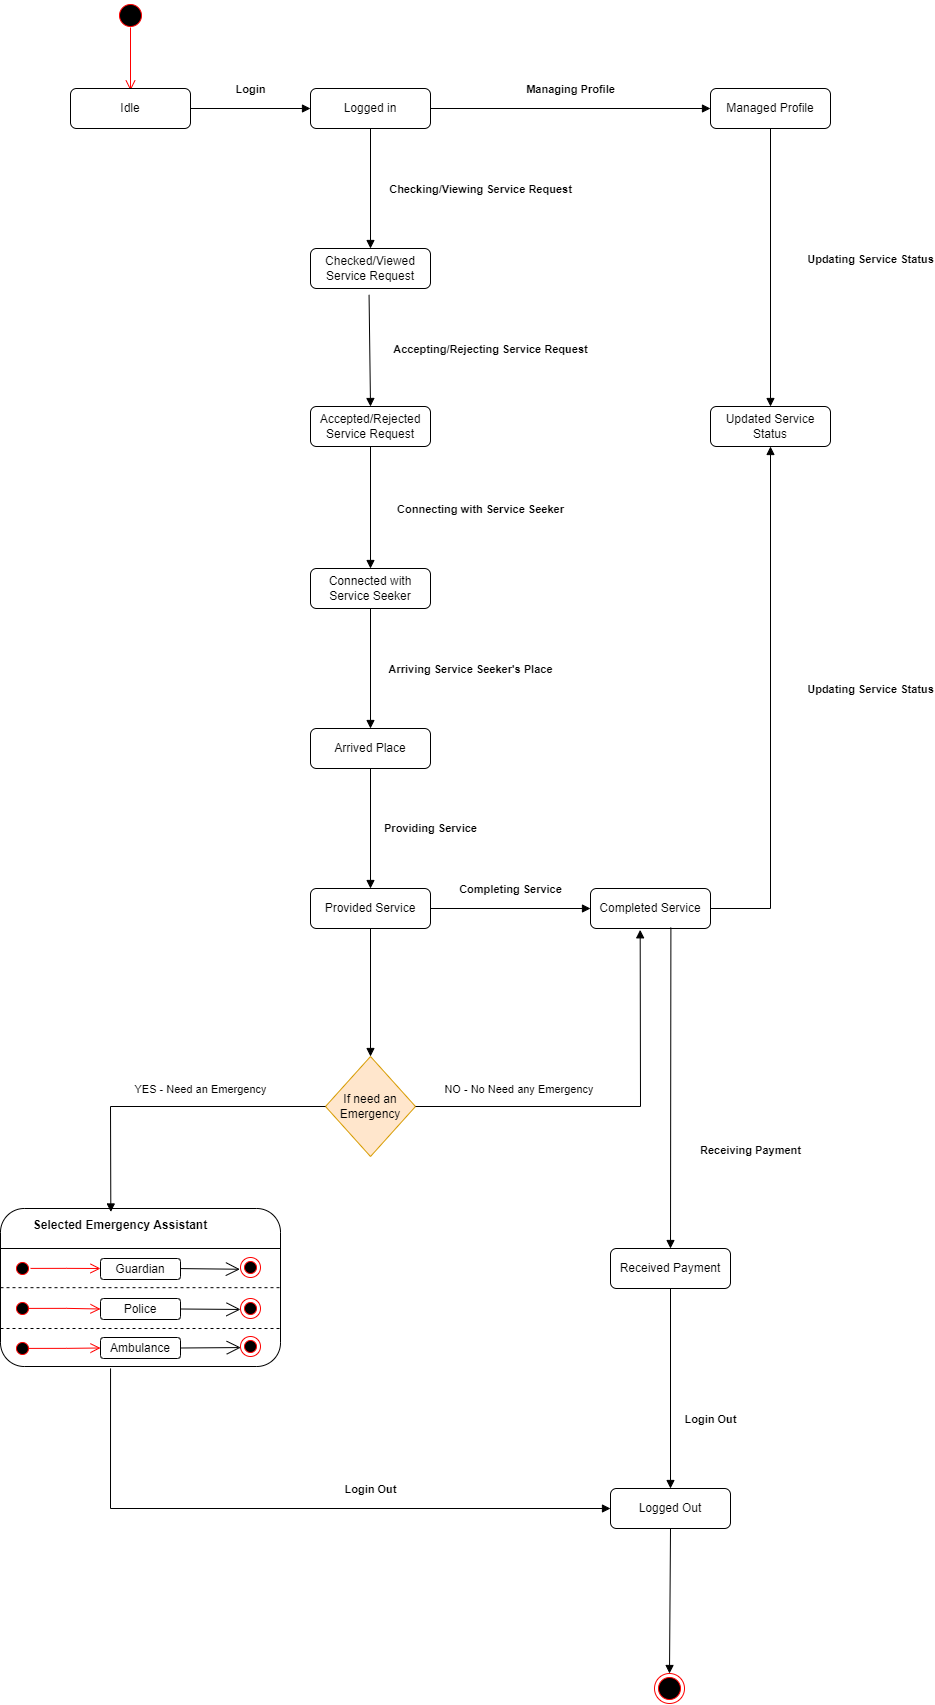 Login
Managing Profile
Idle
Logged in
Managed Profile
Checking/Viewing Service Request
Checked/Viewed
Service Request
Updating Service Status
Accepting/Rejecting Service Request
Accepted/Rejected
Service Request
Updated Service
Status
Connecting with Service Seeker
Connected with
Service Seeker
Arriving Service Seeker's Place
Updating Service Status
Arrived Place
Providing Service
Completing Service
Provided Service
Completed Service
YES - Need an Emergency
If need an
Emergency
NO - No Need any Emergency
Receiving Payment
Selected Emergency Assistant
Guardian
Police
Ambulance
Received Payment
Login Out
Login Out
Logged Out